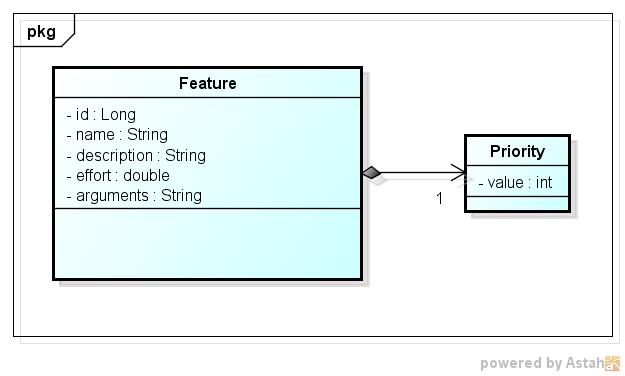 pkg
Feature
- id : Long
- name : String
- description : String
- effort : double
- arguments : String
Priority
- value : int
1
powered by Astah